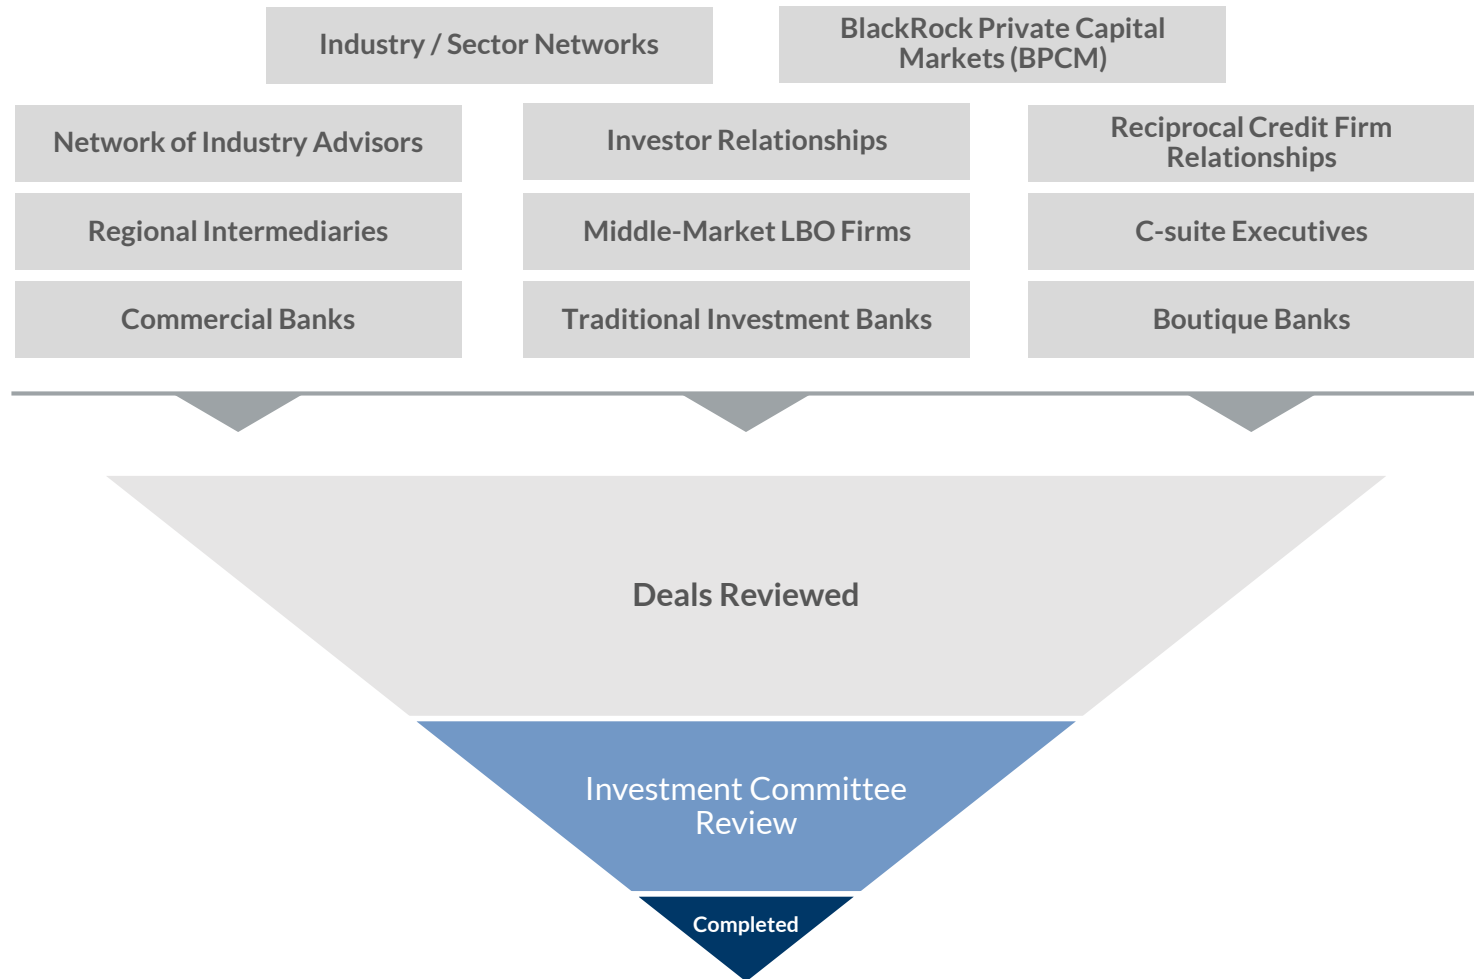 Industry / Sector Networks
BlackRock Private Capital
Markets (BPCM)
Network of Industry Advisors
Investor Relationships
Reciprocal Credit Firm
Relationships
Regional Intermediaries
Middle-Market LBO Firms
C-suite Executives
Commercial Banks
Traditional Investment Banks
Boutique Banks
Deals Reviewed
Investment Committee
Review
Completed